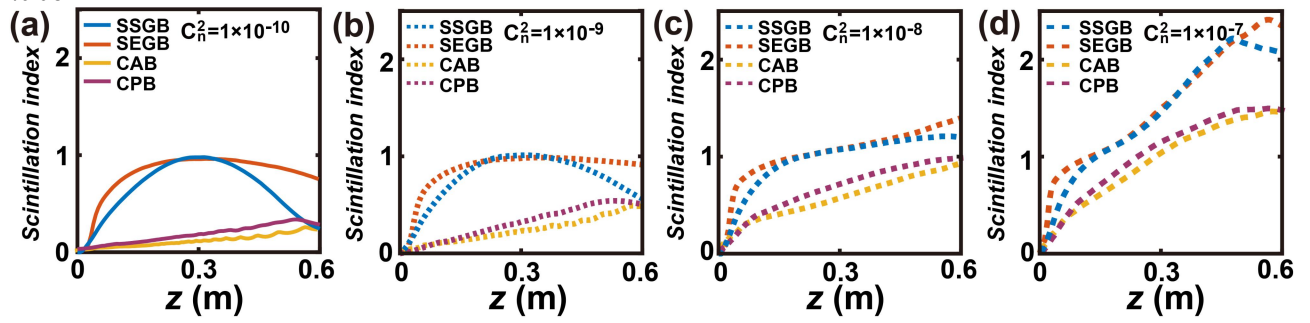 (a)
Scintillation index
2
1
0
SSGB
SEGB
CAB
CPB
C²ₙ=1×10⁻¹⁰
0 0.3 0.6
z (m)
(b)
Scintillation index
2
1
0
SSGB
SEGB
CAB
CPB
C²ₙ=1×10⁻⁹
0 0.3 0.6
z (m)
(c)
Scintillation index
2
1
0
SSGB
SEGB
CAB
CPB
C²ₙ=1×10⁻⁸
0 0.3 0.6
z (m)
(d)
Scintillation index
2
1
0
SSGB
SEGB
CAB
CPB
C²ₙ=1×10⁻⁷
0 0.3 0.6
z (m)